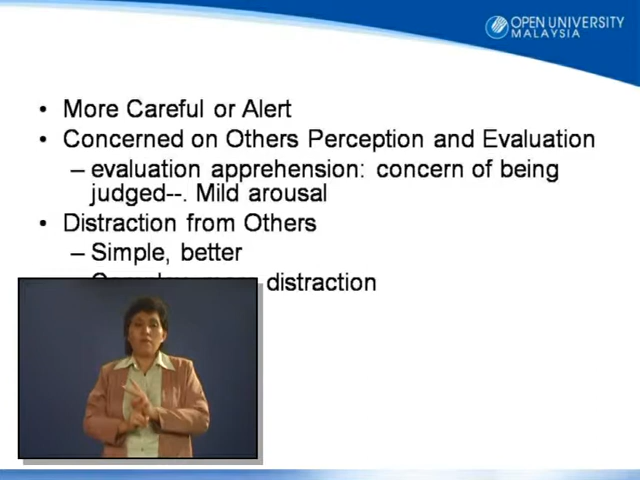 OPEN UNIVERSITY
MALAYSIA
• More Careful or Alert
• Concerned on Others Perception and Evaluation
– evaluation apprehension: concern of being
judged--. Mild arousal
• Distraction from Others
– Simple, better
distraction